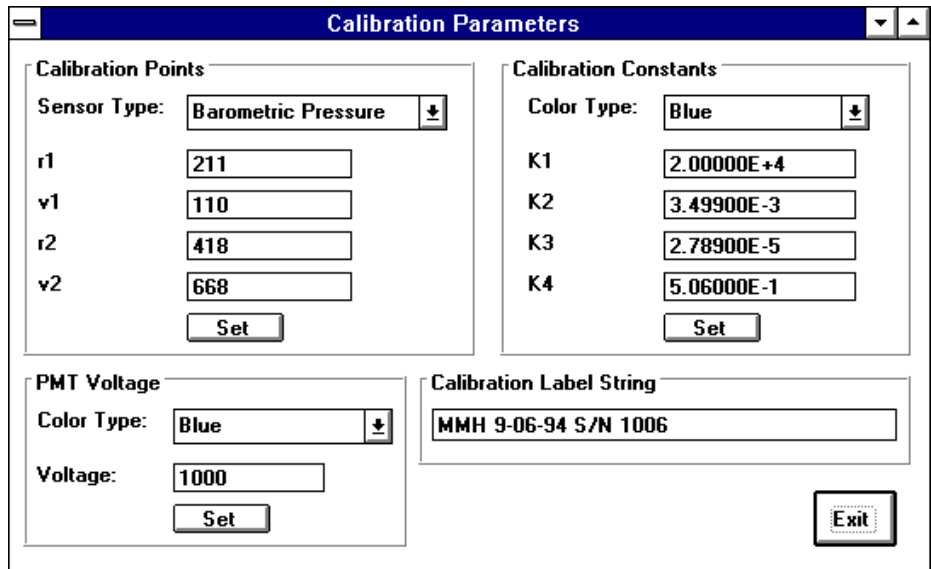 Calibration Parameters
Calibration Points
Sensor Type: Barometric Pressure
r1 211
v1 110
r2 418
v2 668
Set
Calibration Constants
Color Type: Blue
K1 2.00000E+4
K2 3.49900E-3
K3 2.78900E-5
K4 5.06000E-1
Set
PMT Voltage
Color Type: Blue
Voltage: 1000
Set
Calibration Label String
MMH 9-06-94 S/N 1006
Exit